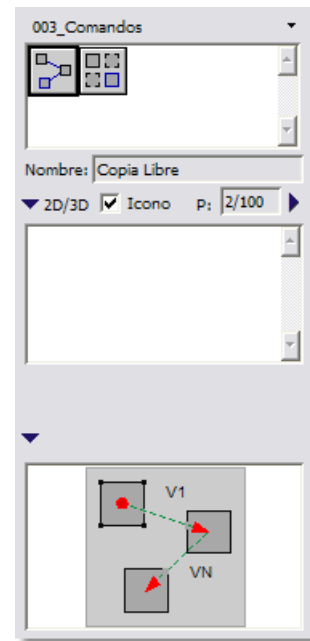 003_Comandos
Nombre: Copia Libre
2D/3D Icono P: 2/100
V1
VN